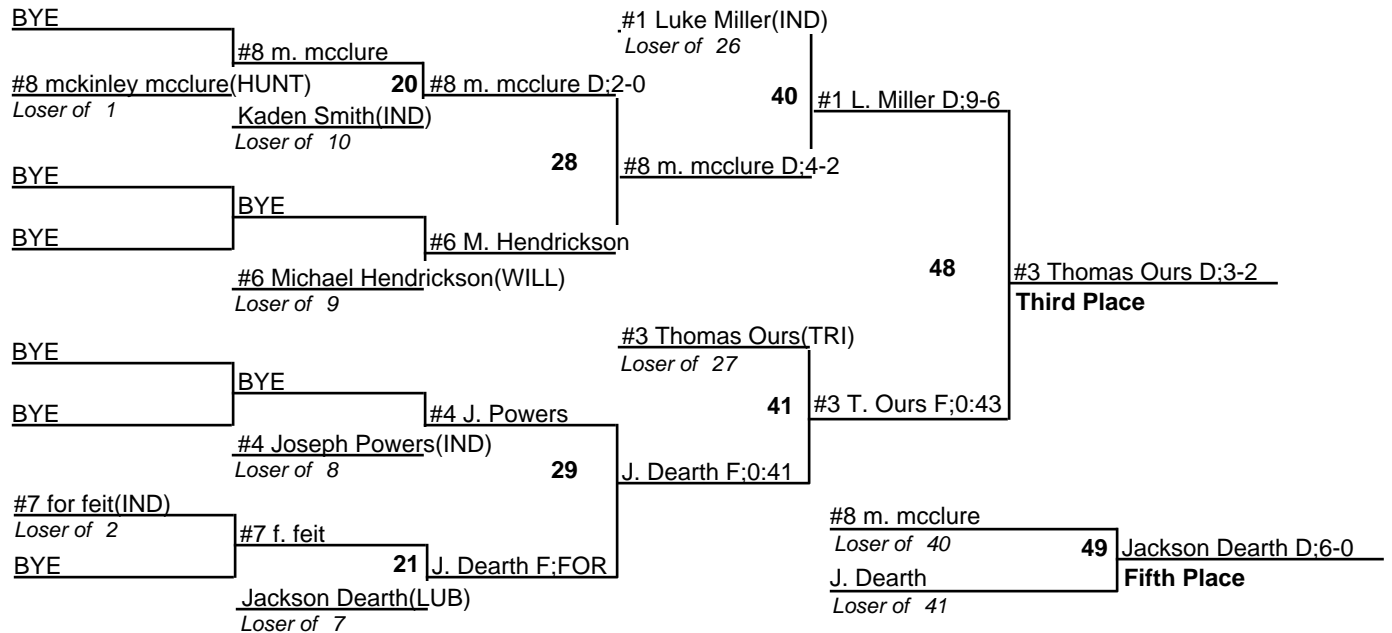 BYE
#1 Luke Miller(IND)
Loser of 26
#8 m. mcclure
#8 mckinley mcclure(HUNT)
Loser of 1
20
#8 m. mcclure D;2-0
40
#1 L. Miller D;9-6
Kaden Smith(IND)
Loser of 10
28
#8 m. mcclure D;4-2
BYE
BYE
BYE
#6 M. Hendrickson
#6 Michael Hendrickson(WILL)
Loser of 9
48
#3 Thomas Ours D;3-2
Third Place
#3 Thomas Ours(TRI)
Loser of 27
BYE
BYE
BYE
#4 J. Powers
41
#3 T. Ours F;0:43
#4 Joseph Powers(IND)
Loser of 8
29
J. Dearth F;0:41
#7 for feit(IND)
Loser of 2
#7 f. feit
BYE
21
J. Dearth F;FOR
Jackson Dearth(LUB)
Loser of 7
#8 m. mcclure
Loser of 40
49
Jackson Dearth D;6-0
Fifth Place
J. Dearth
Loser of 41